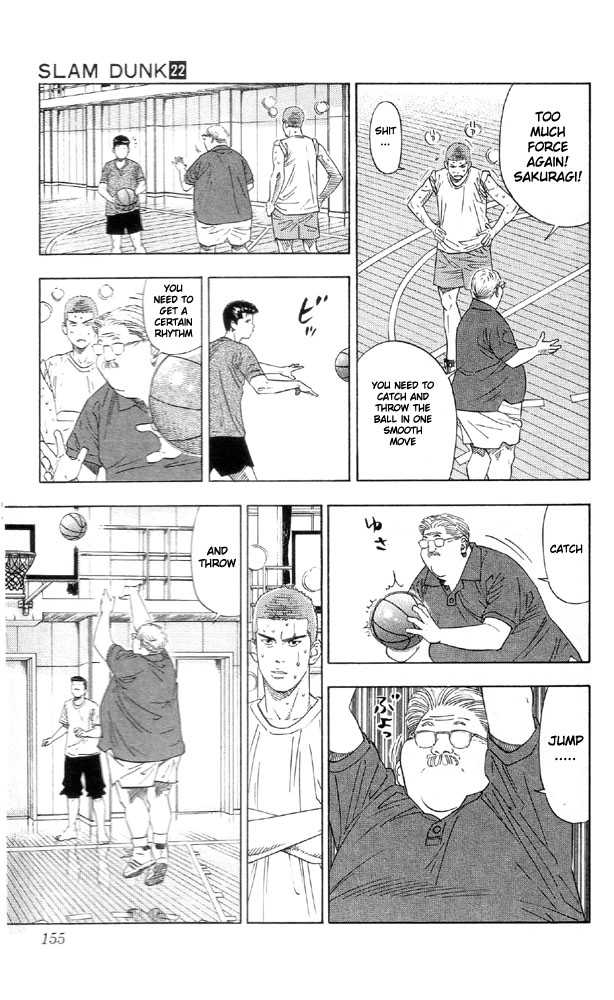 SLAM DUNK 22
TOO
MUCH
FORCE
AGAIN!
SAKURAGI!
SHIT
...
YOU NEED TO
CATCH AND
THROW THE
BALL IN ONE
SMOOTH
MOVE
ビッ
YOU
NEED TO
GET A
CERTAIN
RHYTHM
CATCH
ゆさ
JUMP
.....
ぶよっ
AND
THROW
155